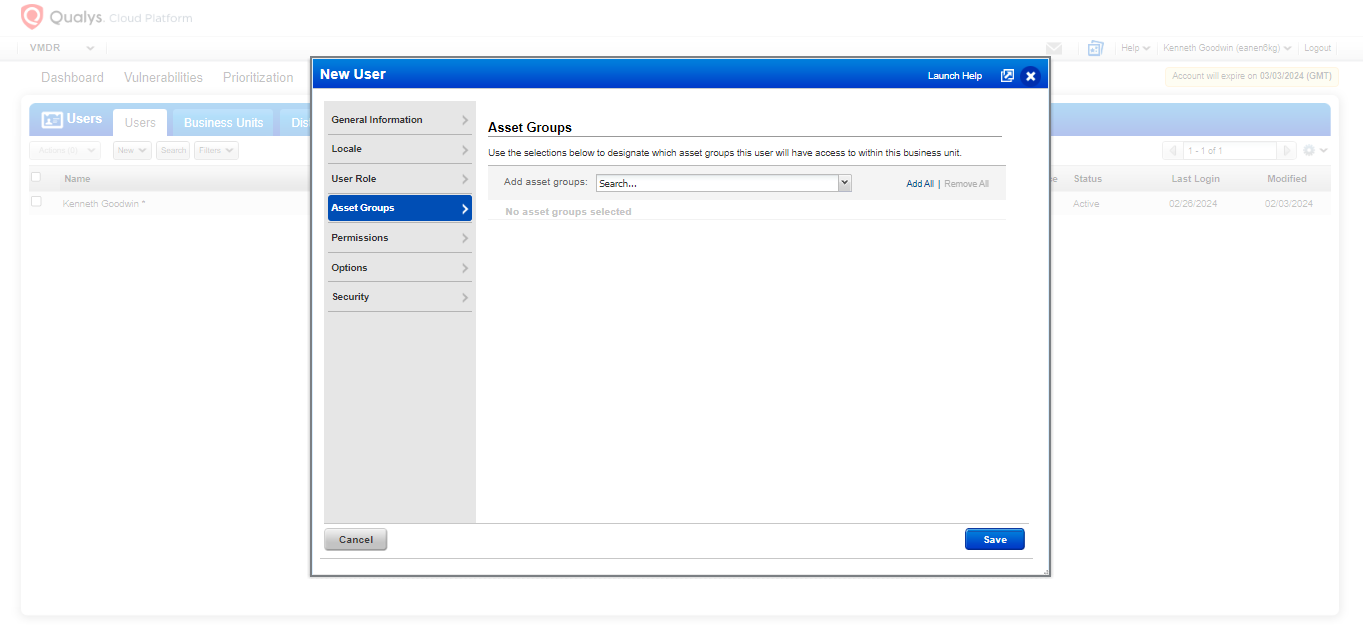 Qualys. Cloud Platform
VMDR
Help
Kenneth Goodwin (eanen8kg)
Logout
Dashboard Vulnerabilities Prioritization
Account will expire on 03/03/2024 (GMT)
Users
Users
Business Units
Dis
Actions (0)
New
Search
Filters
1 - 1 of 1
Name
Status
Last Login
Modified
Kenneth Goodwin *
Active
02/26/2024
02/03/2024
New User
Launch Help
General Information
Locale
User Role
Asset Groups
Permissions
Options
Security
Asset Groups
Use the selections below to designate which asset groups this user will have access to within this business unit.
Add asset groups: Search...
Add All | Remove All
No asset groups selected
Cancel
Save